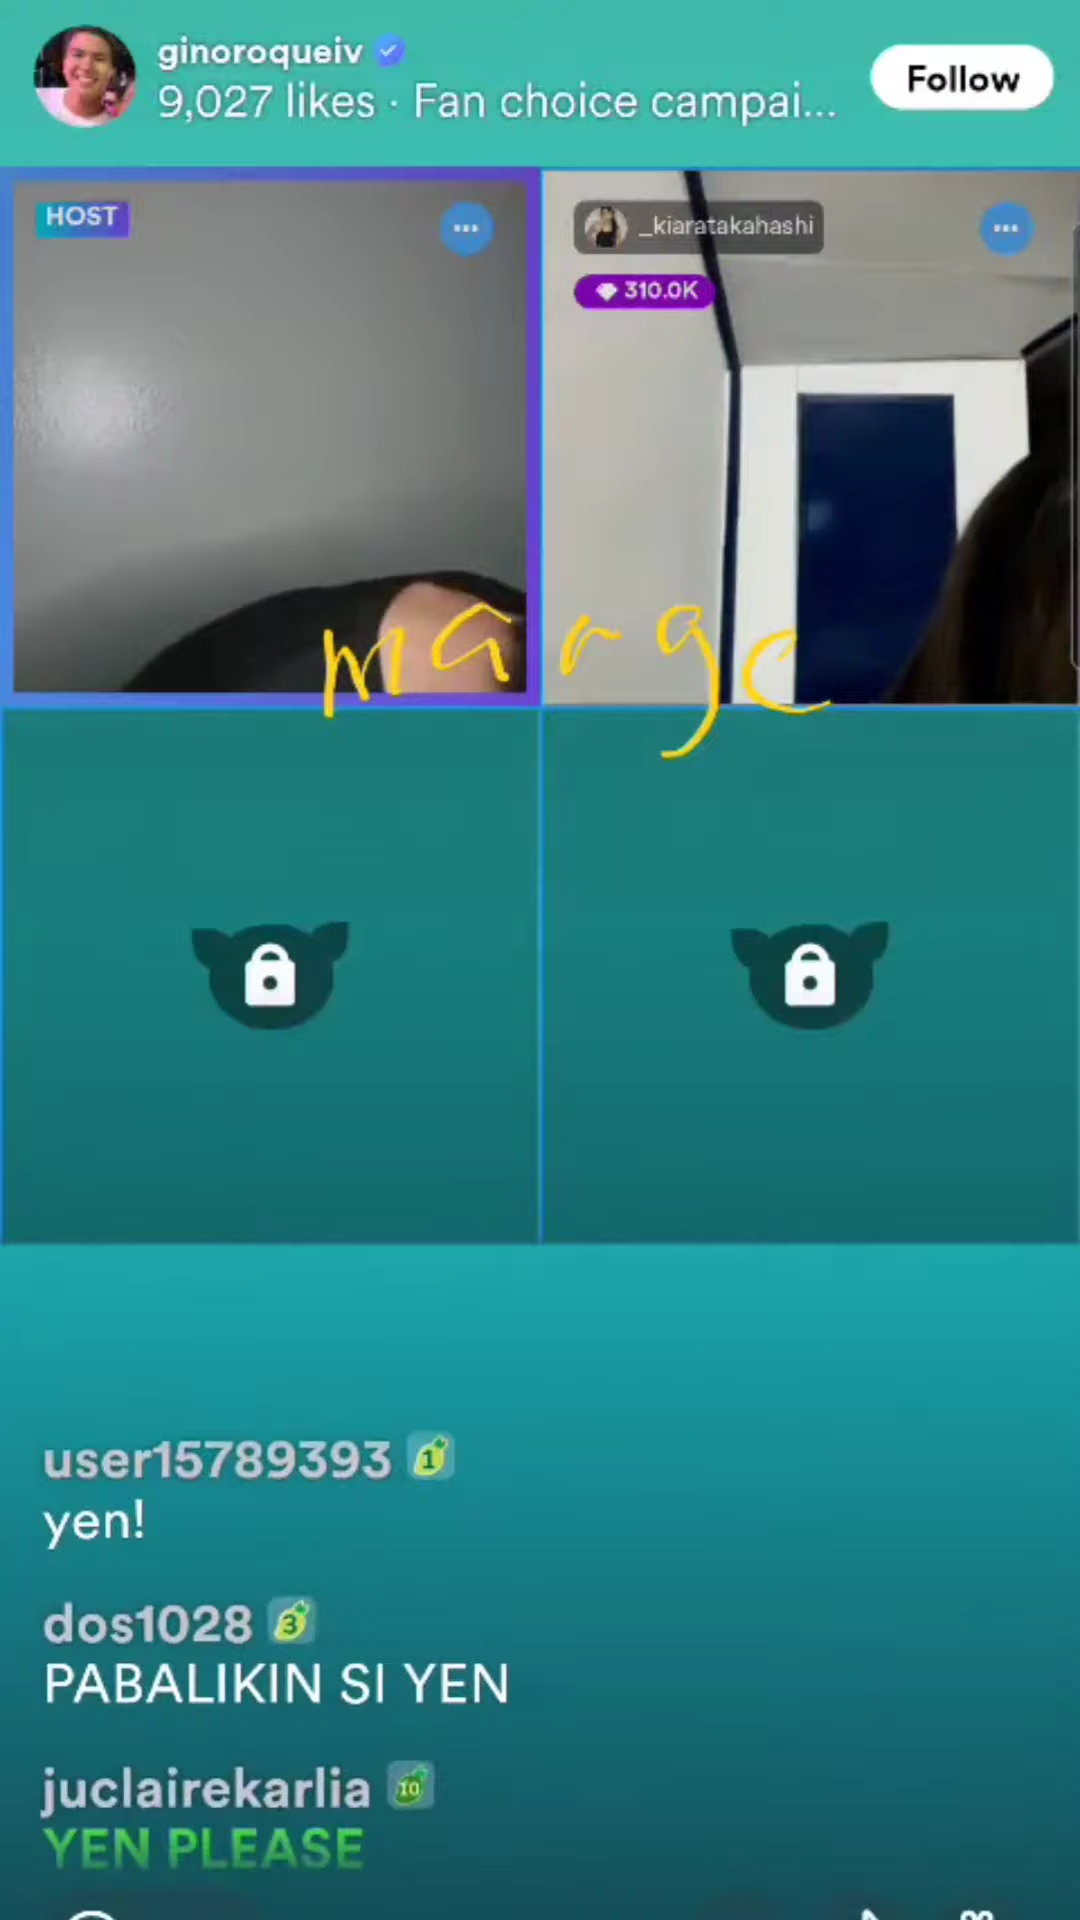 ginoroqueiv
9,027 likes · Fan choice campai...
Follow
HOST
_kiaratakahashi
310.0K
marge
user15789393 1
yen!
dos1028 3
PABALIKIN SI YEN
juclairekarlia 10
YEN PLEASE